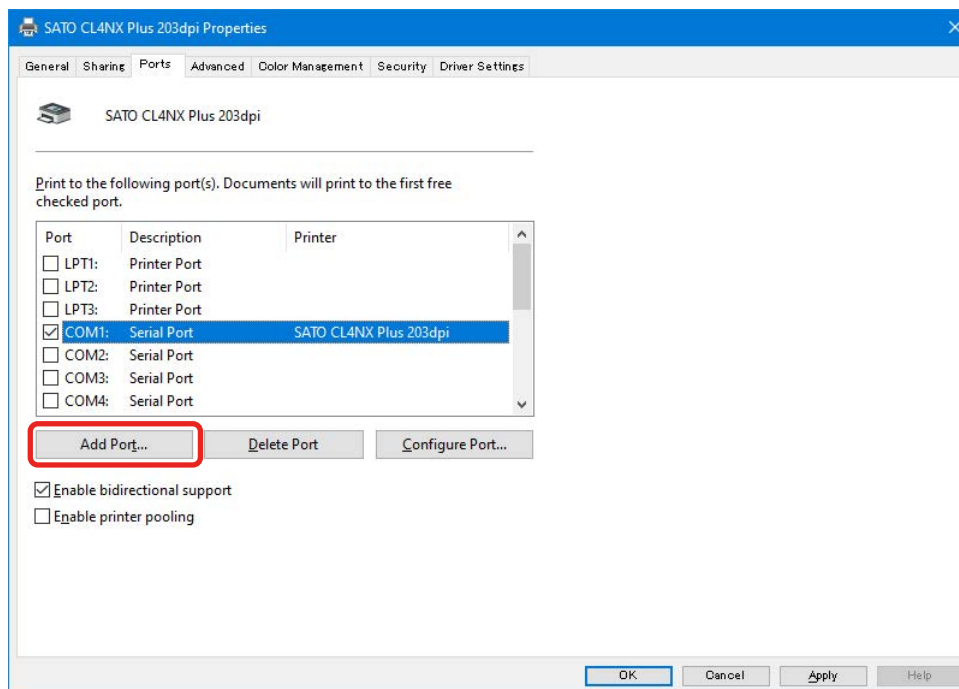 SATO CL4NX Plus 203dpi Properties
General Sharing Ports Advanced Color Management Security Driver Settings
SATO CL4NX Plus 203dpi
Print to the following port(s). Documents will print to the first free
checked port.
Port Description Printer
LPT1: Printer Port
LPT2: Printer Port
LPT3: Printer Port
COM1: Serial Port SATO CL4NX Plus 203dpi
COM2: Serial Port
COM3: Serial Port
COM4: Serial Port
Add Port... Delete Port Configure Port...
Enable bidirectional support
Enable printer pooling
OK Cancel Apply Help